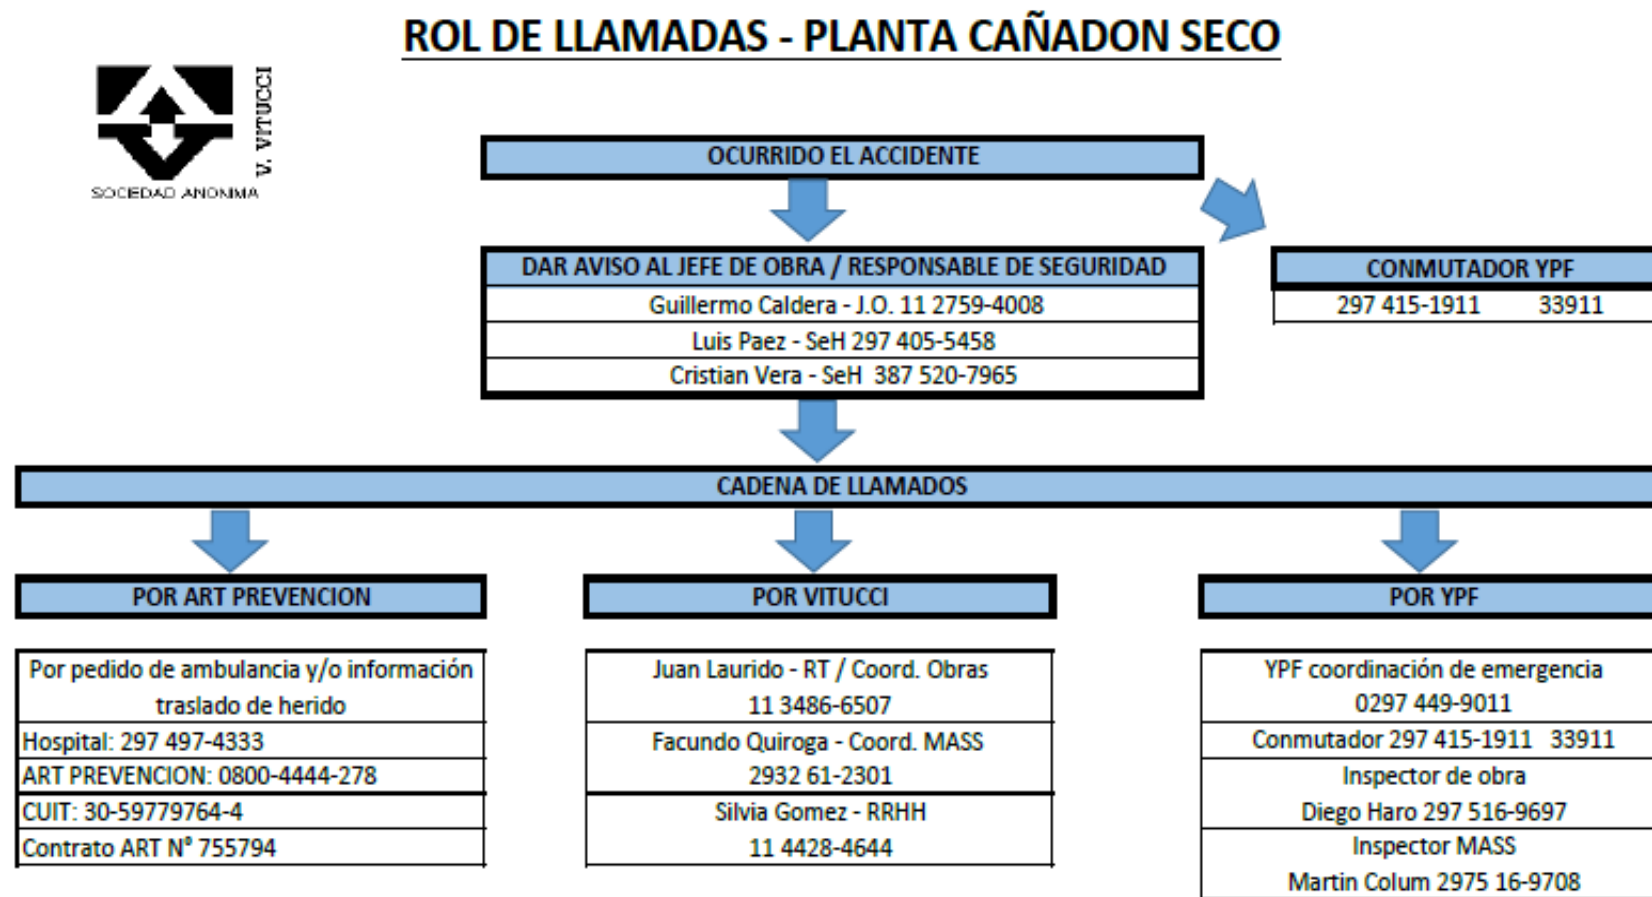 ROL DE LLAMADAS - PLANTA CAÑADON SECO
V. VITUCCI
SOCIEDAD ANONIMA
OCURRIDO EL ACCIDENTE
DAR AVISO AL JEFE DE OBRA / RESPONSABLE DE SEGURIDAD
Guillermo Caldera - J.O. 11 2759-4008
Luis Paez - SeH 297 405-5458
Cristian Vera - SeH 387 520-7965
CONMUTADOR YPF
297 415-1911 33911
CADENA DE LLAMADOS
POR ART PREVENCION
Por pedido de ambulancia y/o información
traslado de herido
Hospital: 297 497-4333
ART PREVENCION: 0800-4444-278
CUIT: 30-59779764-4
Contrato ART N° 755794
POR VITUCCI
Juan Laurido - RT / Coord. Obras
11 3486-6507
Facundo Quiroga - Coord. MASS
2932 61-2301
Silvia Gomez - RRHH
11 4428-4644
POR YPF
YPF coordinación de emergencia
0297 449-9011
Conmutador 297 415-1911 33911
Inspector de obra
Diego Haro 297 516-9697
Inspector MASS
Martin Colum 2975 16-9708